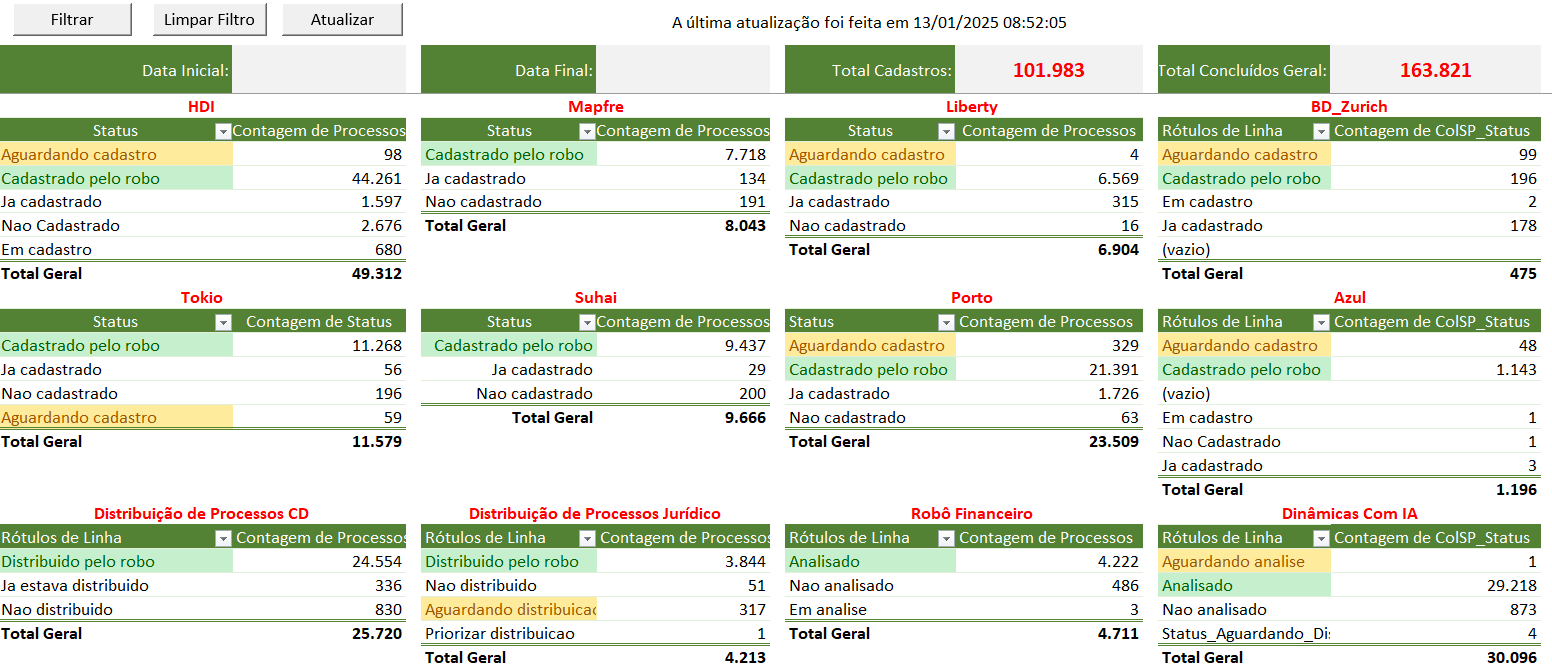 Filtrar
Limpar Filtro
Atualizar
A última atualização foi feita em 13/01/2025 08:52:05
Data Inicial:
Data Final:
Total Cadastros: 101.983
Total Concluídos Geral: 163.821
HDI
Status Contagem de Processos
Aguardando cadastro 98
Cadastrado pelo robo 44.261
Ja cadastrado 1.597
Nao Cadastrado 2.676
Em cadastro 680
Total Geral 49.312
Mapfre
Status Contagem de Processos
Cadastrado pelo robo 7.718
Ja cadastrado 134
Nao cadastrado 191
Total Geral 8.043
Liberty
Status Contagem de Processos
Aguardando cadastro 4
Cadastrado pelo robo 6.569
Ja cadastrado 315
Nao cadastrado 16
Total Geral 6.904
BD_Zurich
Rótulos de Linha Contagem de ColSP_Status
Aguardando cadastro 99
Cadastrado pelo robo 196
Em cadastro 2
Ja cadastrado 178
(vazio)
Total Geral 475
Tokio
Status Contagem de Status
Cadastrado pelo robo 11.268
Ja cadastrado 56
Nao cadastrado 196
Aguardando cadastro 59
Total Geral 11.579
Suhai
Status Contagem de Processos
Cadastrado pelo robo 9.437
Ja cadastrado 29
Nao cadastrado 200
Total Geral 9.666
Porto
Status Contagem de Processos
Aguardando cadastro 329
Cadastrado pelo robo 21.391
Ja cadastrado 1.726
Nao cadastrado 63
Total Geral 23.509
Azul
Rótulos de Linha Contagem de ColSP_Status
Aguardando cadastro 48
Cadastrado pelo robo 1.143
(vazio)
Em cadastro 1
Nao Cadastrado 1
Ja cadastrado 3
Total Geral 1.196
Distribuição de Processos CD
Rótulos de Linha Contagem de Processos
Distribuido pelo robo 24.554
Ja estava distribuido 336
Nao distribuido 830
Total Geral 25.720
Distribuição de Processos Jurídico
Rótulos de Linha Contagem de Processos
Distribuido pelo robo 3.844
Nao distribuido 51
Aguardando distribuicao 317
Priorizar distribuicao 1
Total Geral 4.213
Robô Financeiro
Rótulos de Linha Contagem de Processos
Analisado 4.222
Nao analisado 486
Em analise 3
Total Geral 4.711
Dinâmicas Com IA
Rótulos de Linha Contagem de ColSP_Status
Aguardando analise 1
Analisado 29.218
Nao analisado 873
Status_Aguardando_Di 4
Total Geral 30.096